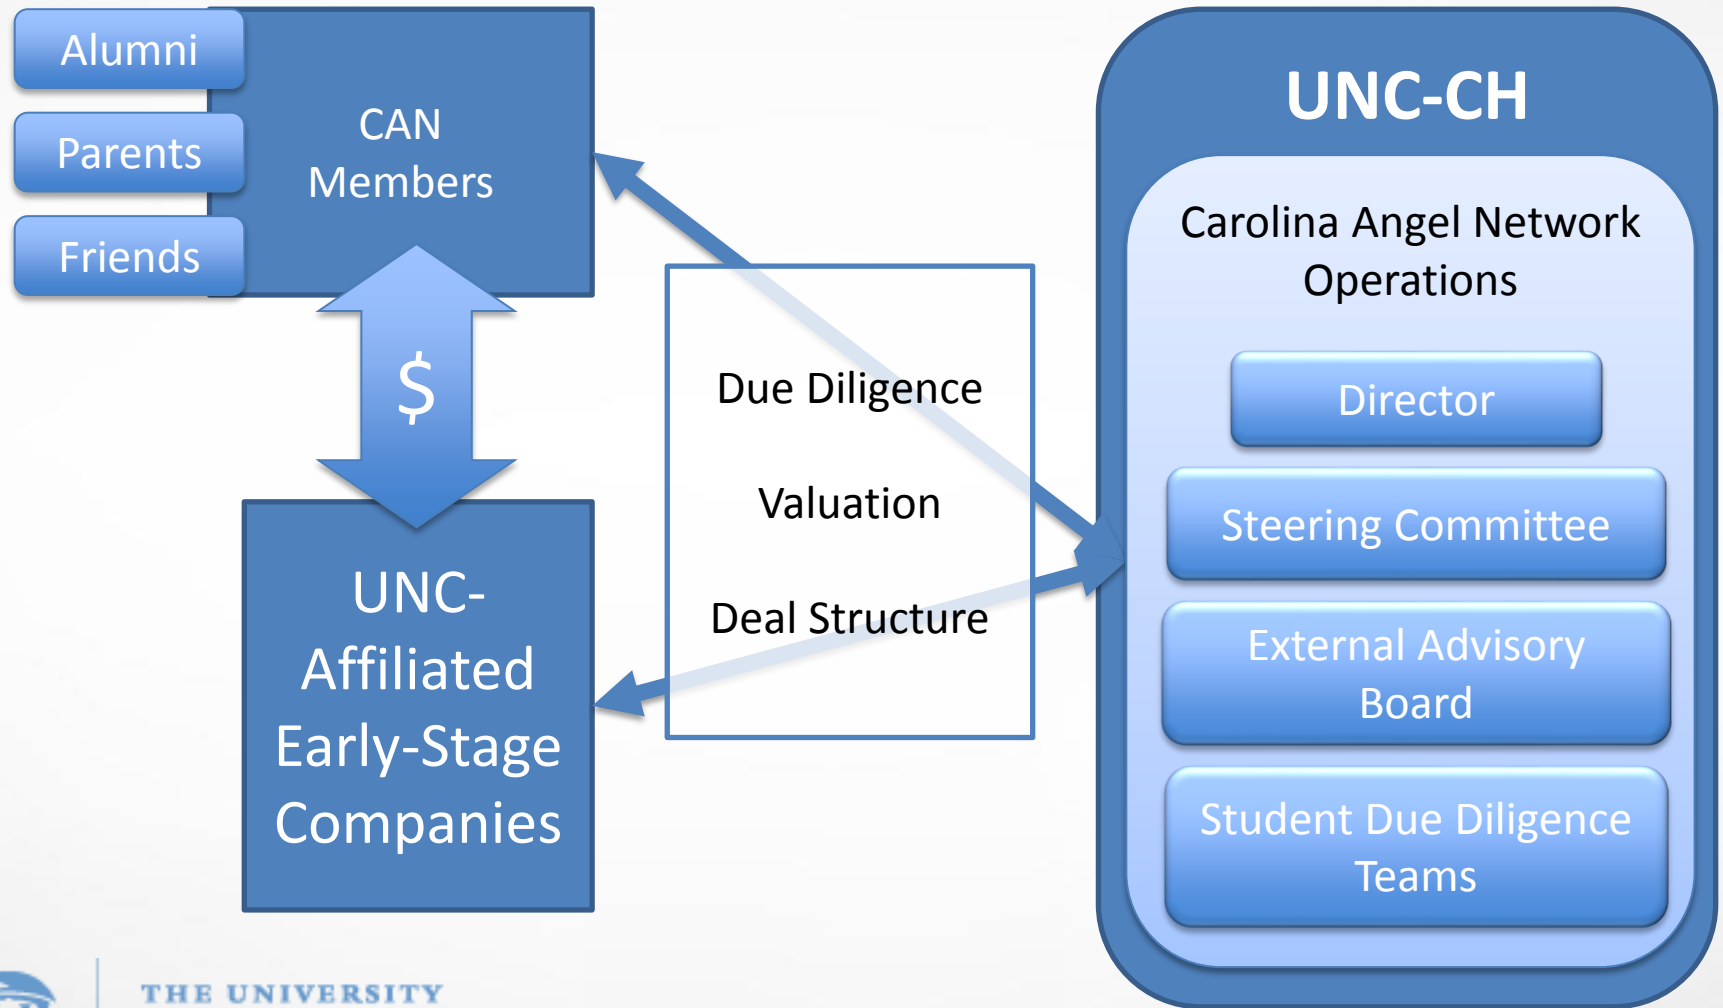 Alumni
Parents
Friends
CAN
Members
$
UNC-
Affiliated
Early-Stage
Companies
Due Diligence
Valuation
Deal Structure
UNC-CH
Carolina Angel Network
Operations
Director
Steering Committee
External Advisory
Board
Student Due Diligence
Teams
THE UNIVERSITY